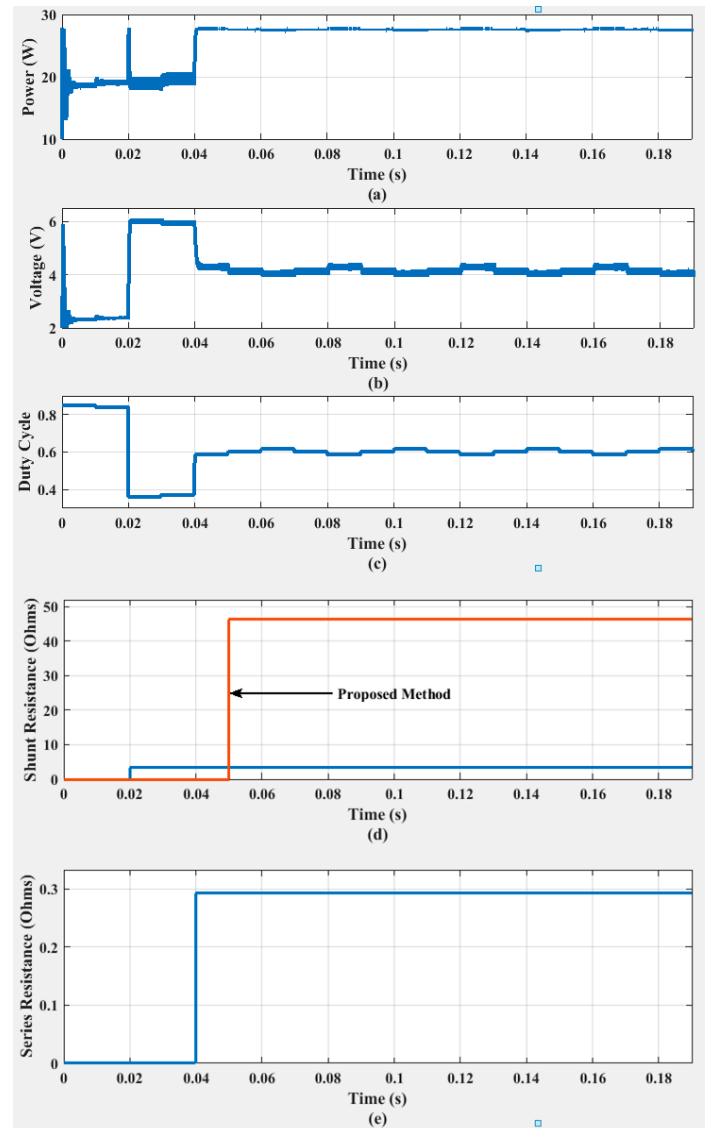 Power (W)
30
20
10
0 0.02 0.04 0.06 0.08 0.1 0.12 0.14 0.16 0.18
Time (s)
(a)
Voltage (V)
6
4
2
0 0.02 0.04 0.06 0.08 0.1 0.12 0.14 0.16 0.18
Time (s)
(b)
Duty Cycle
0.8
0.6
0.4
0 0.02 0.04 0.06 0.08 0.1 0.12 0.14 0.16 0.18
Time (s)
(c)
Shunt Resistance (Ohms)
50
40
30
20
10
0
Proposed Method
0 0.02 0.04 0.06 0.08 0.1 0.12 0.14 0.16 0.18
Time (s)
(d)
Series Resistance (Ohms)
0.3
0.2
0.1
0
0 0.02 0.04 0.06 0.08 0.1 0.12 0.14 0.16 0.18
Time (s)
(e)